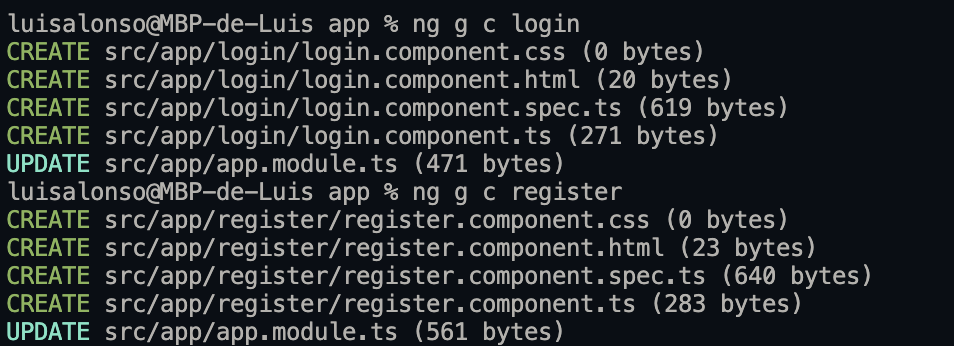 luisalonso@MBP-de-Luis app % ng g c login
CREATE src/app/login/login.component.css (0 bytes)
CREATE src/app/login/login.component.html (20 bytes)
CREATE src/app/login/login.component.spec.ts (619 bytes)
CREATE src/app/login/login.component.ts (271 bytes)
UPDATE src/app/app.module.ts (471 bytes)
luisalonso@MBP-de-Luis app % ng g c register
CREATE src/app/register/register.component.css (0 bytes)
CREATE src/app/register/register.component.html (23 bytes)
CREATE src/app/register/register.component.spec.ts (640 bytes)
CREATE src/app/register/register.component.ts (283 bytes)
UPDATE src/app/app.module.ts (561 bytes)